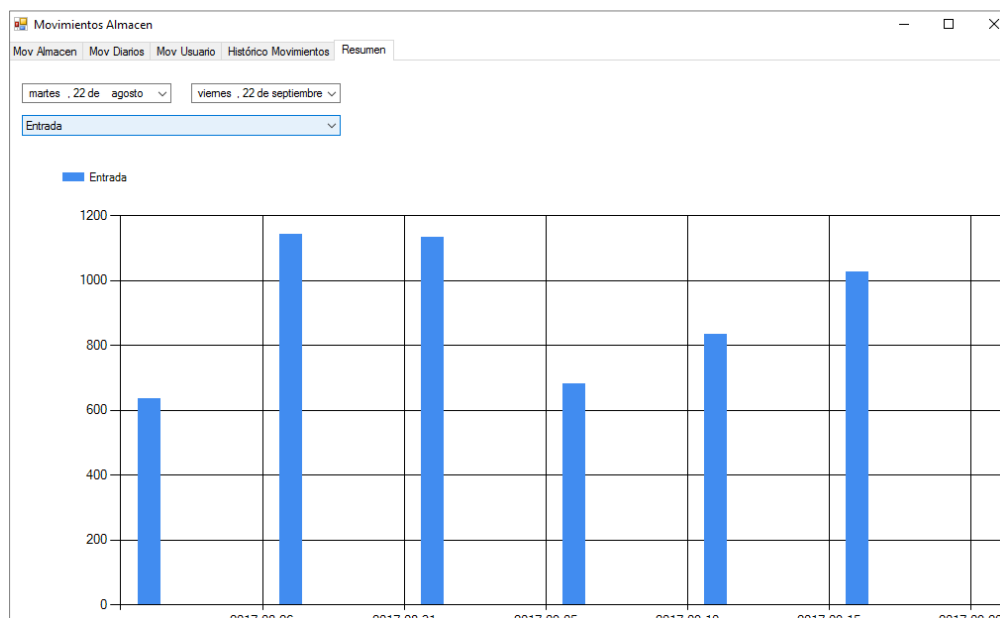 Movimientos Almacen
Mov Almacen Mov Diarios Mov Usuario Histórico Movimientos Resumen
martes , 22 de agosto viernes , 22 de septiembre
Entrada
Entrada
1200
1000
800
600
400
200
0